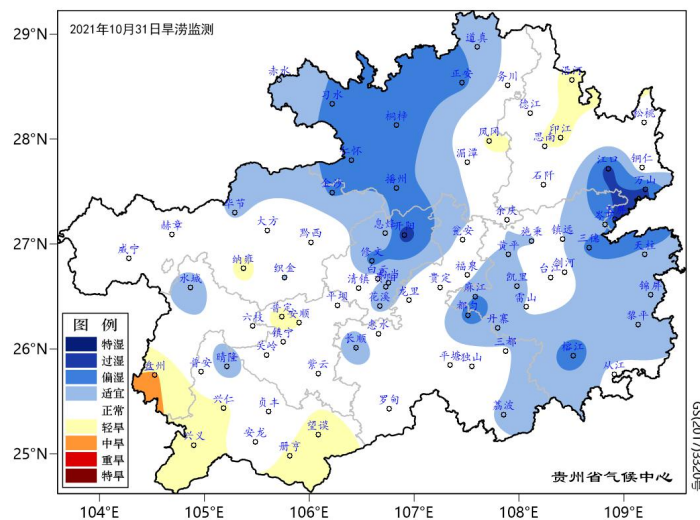 2021年10月31日旱涝监测
29°N
28°N
27°N
26°N
25°N
104°E
105°E
106°E
107°E
108°E
109°E
道真
正安
务川
沿河
赤水
习水
桐梓
德江
松桃
凤冈
思南
印江
仁怀
湄潭
石阡
江口
铜仁
万山
金沙
播州
毕节
余庆
岑巩
赫章
大方
黔西
息烽
开阳
瓮安
黄平
施秉
镇远
三穗
天柱
威宁
纳雍
织金
修文
清镇
白云
贵定
福泉
凯里
台江
剑河
锦屏
水城
平坝
花溪
龙里
麻江
雷山
黎平
普定
安顺
六枝
镇宁
关岭
惠水
长顺
都匀
丹寨
三都
榕江
从江
盘州
普安
晴隆
紫云
平塘
独山
兴仁
贞丰
罗甸
荔波
兴义
安龙
册亨
望谟
图 例
特湿
过湿
偏湿
适宜
正常
轻旱
中旱
重旱
特旱
贵州省气候中心
GS(2017)3320号